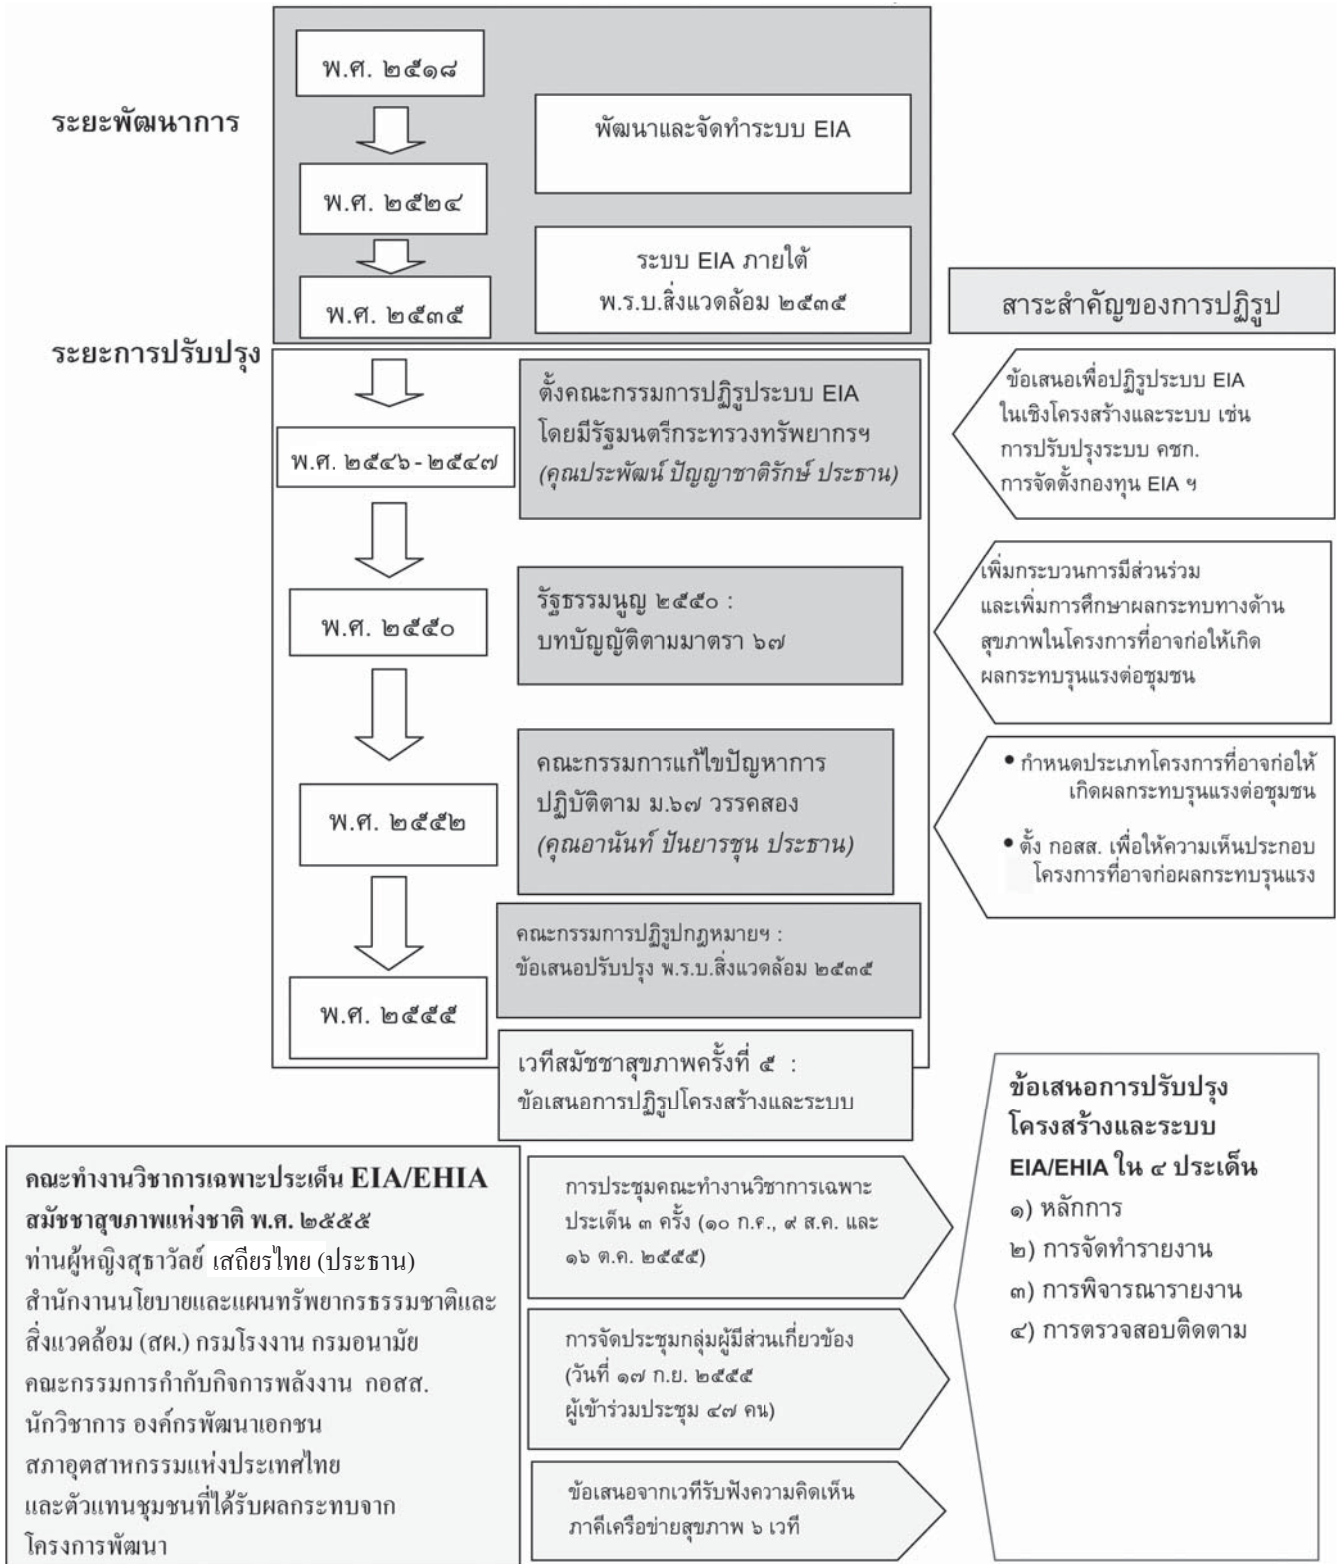 พ.ศ. ๒๕๑๘
ระยะพัฒนาการ
พัฒนาและจัดทำระบบ EIA
พ.ศ. ๒๕๒๔
ระบบ EIA ภายใต้
พ.ร.บ.สิ่งแวดล้อม ๒๕๓๕
พ.ศ. ๒๕๓๕
สาระสำคัญของการปฏิรูป
ระยะการปรับปรุง
ตั้งคณะกรรมการปฏิรูประบบ EIA
โดยมีรัฐมนตรีกระทรวงทรัพยากรฯ
(คุณประพัฒน์ ปัญญาชาติรักษ์ ประธาน)
พ.ศ. ๒๕๔๖ - ๒๕๔๗
ข้อเสนอเพื่อปฏิรูประบบ EIA
ในเชิงโครงสร้างและระบบ เช่น
การปรับปรุงระบบ คชก.
การจัดตั้งกองทุน EIA ฯ
พ.ศ. ๒๕๕๐
รัฐธรรมนูญ ๒๕๕๐ :
บทบัญญัติตามมาตรา ๖๗
เพิ่มกระบวนการมีส่วนร่วม
และเพิ่มการศึกษาผลกระทบทางด้าน
สุขภาพในโครงการที่อาจก่อให้เกิด
ผลกระทบรุนแรงต่อชุมชน
พ.ศ. ๒๕๕๒
คณะกรรมการแก้ไขปัญหาการ
ปฏิบัติตาม ม.๖๗ วรรคสอง
(คุณอานันท์ ปันยารชุน ประธาน)
• กำหนดประเภทโครงการที่อาจก่อให้
เกิดผลกระทบรุนแรงต่อชุมชน
• ตั้ง กอสส. เพื่อให้ความเห็นประกอบ
โครงการที่อาจก่อผลกระทบรุนแรง
คณะกรรมการปฏิรูปกฎหมายฯ :
ข้อเสนอปรับปรุง พ.ร.บ.สิ่งแวดล้อม ๒๕๓๕
พ.ศ. ๒๕๕๕
เวทีสมัชชาสุขภาพครั้งที่ ๕ :
ข้อเสนอการปฏิรูปโครงสร้างและระบบ
คณะทำงานวิชาการเฉพาะประเด็น EIA/EHIA
สมัชชาสุขภาพแห่งชาติ พ.ศ. ๒๕๕๕
ท่านผู้หญิงสุธาวัลย์ เสถียรไทย (ประธาน)
สำนักงานนโยบายและแผนทรัพยากรธรรมชาติและ
สิ่งแวดล้อม (สผ.) กรมโรงงาน กรมอนามัย
คณะกรรมการกำกับกิจการพลังงาน กอสส.
นักวิชาการ องค์กรพัฒนาเอกชน
สภาอุตสาหกรรมแห่งประเทศไทย
และตัวแทนชุมชนที่ได้รับผลกระทบจาก
โครงการพัฒนา
การประชุมคณะทำงานวิชาการเฉพาะ
ประเด็น ๓ ครั้ง (๑๐ ก.ค., ๙ ส.ค. และ
๑๖ ต.ค. ๒๕๕๕)
การจัดประชุมกลุ่มผู้มีส่วนเกี่ยวข้อง
(วันที่ ๑๗ ก.ย. ๒๕๕๕
ผู้เข้าร่วมประชุม ๔๗ คน)
ข้อเสนอจากเวทีรับฟังความคิดเห็น
ภาคีเครือข่ายสุขภาพ ๖ เวที
ข้อเสนอการปรับปรุง
โครงสร้างและระบบ
EIA/EHIA ใน ๔ ประเด็น
๑) หลักการ
๒) การจัดทำรายงาน
๓) การพิจารณารายงาน
๔) การตรวจสอบติดตาม